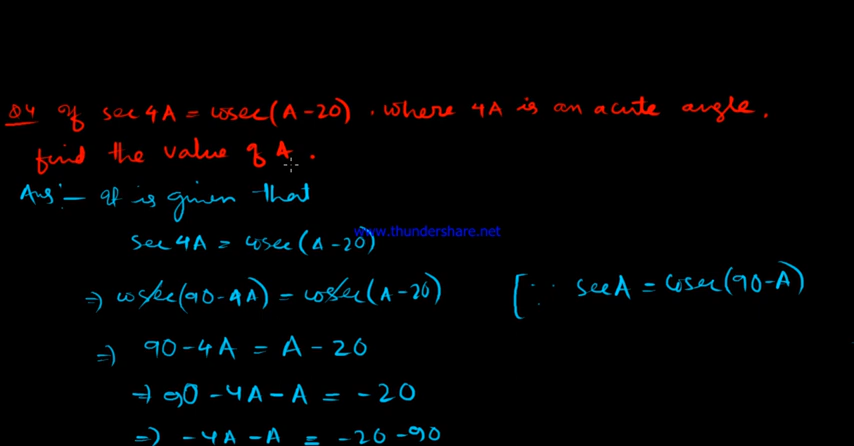 Q4 If sec 4A = cosec(A-20). where 4A is an acute angle.
find the value of A.
Ans:- It is given that
www.thundershare.net
sec 4A = cosec(A-20)
⇒ cosec(90-4A) = cosec(A-20) [∵ sec A = cosec(90-A)
⇒ 90-4A = A-20
⇒ 90-4A-A = -20
⇒ -4A-A = -20-90